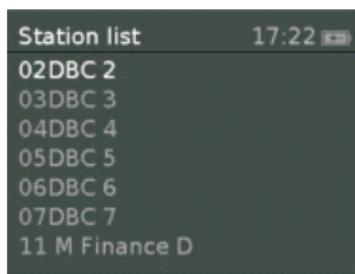 Station list 17:22
02DBC 2
03DBC 3
04DBC 4
05DBC 5
06DBC 6
07DBC 7
11 M Finance D